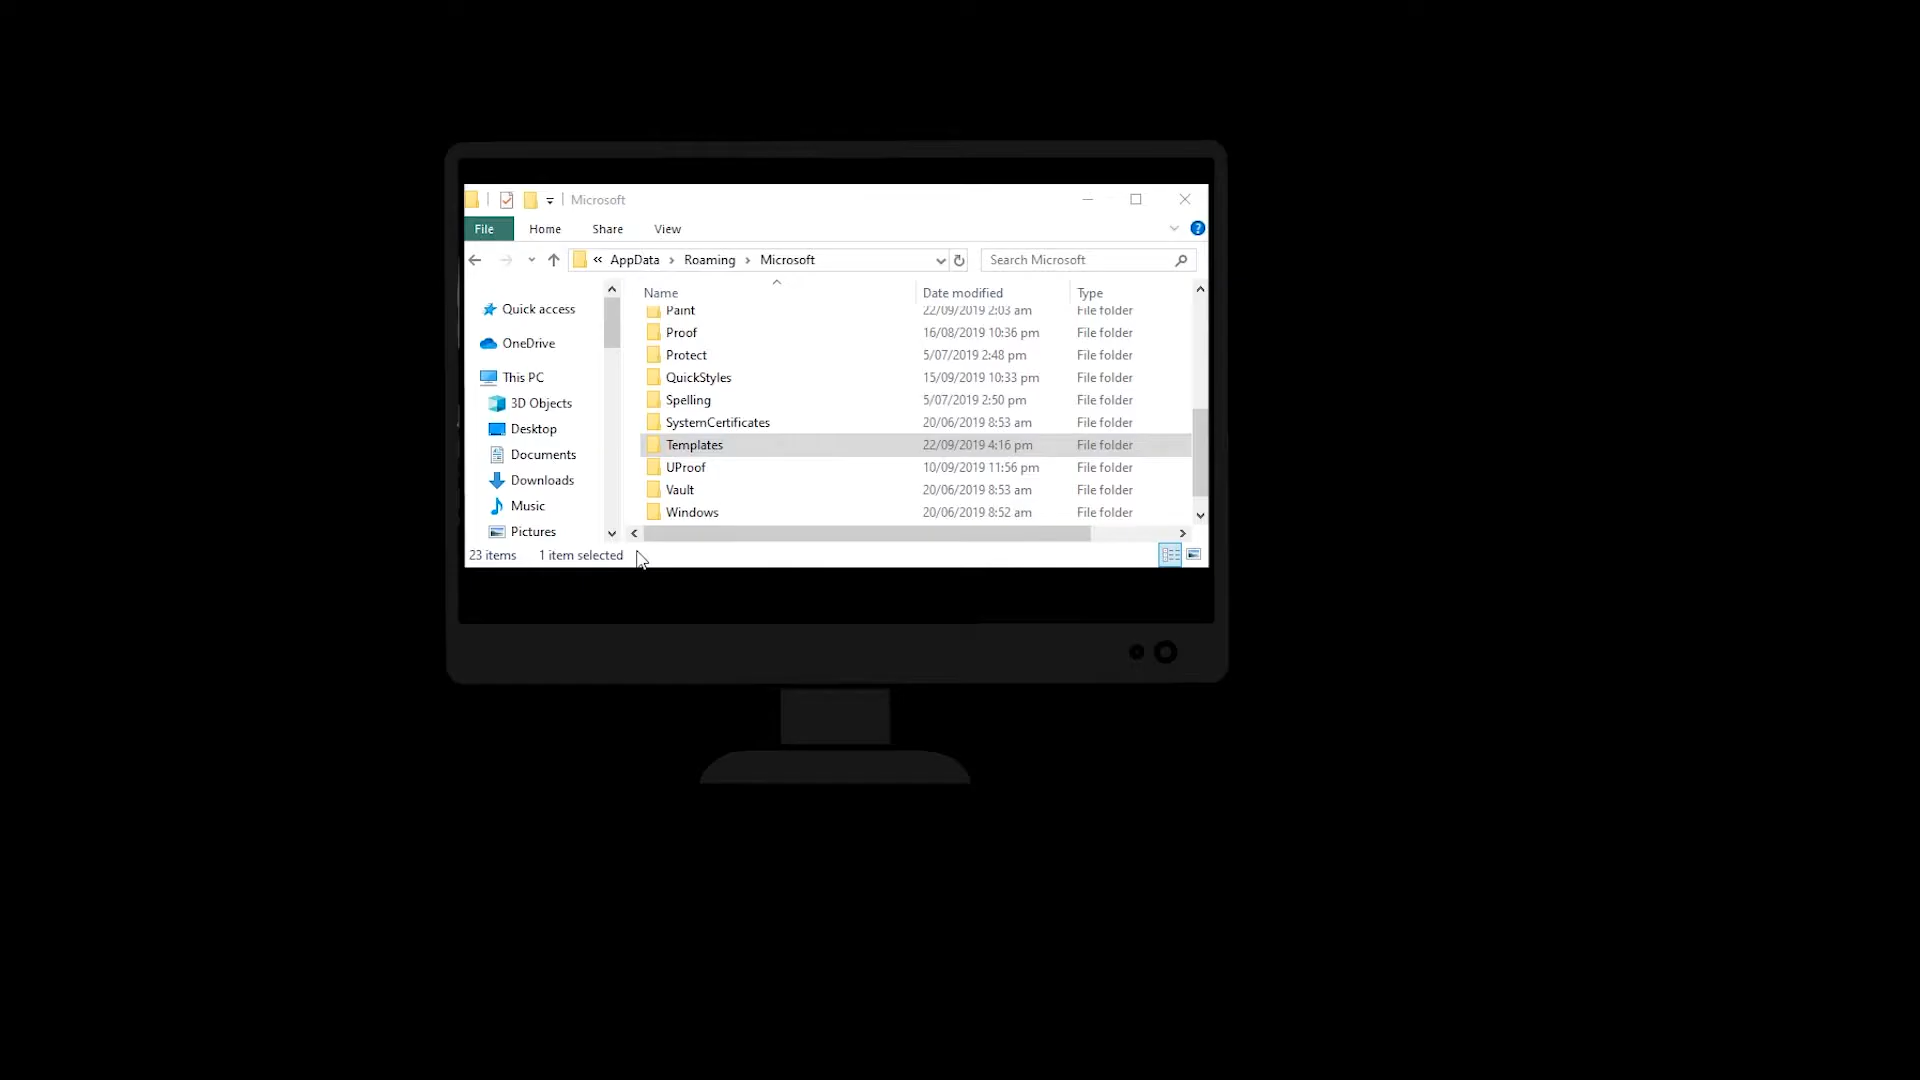 Microsoft
File Home Share View
« AppData › Roaming › Microsoft
Search Microsoft
Quick access
OneDrive
This PC
3D Objects
Desktop
Documents
Downloads
Music
Pictures
Name Date modified Type
Paint 22/09/2019 2:03 am File folder
Proof 16/08/2019 10:36 pm File folder
Protect 5/07/2019 2:48 pm File folder
QuickStyles 15/09/2019 10:33 pm File folder
Spelling 5/07/2019 2:50 pm File folder
SystemCertificates 20/06/2019 8:53 am File folder
Templates 22/09/2019 4:16 pm File folder
UProof 10/09/2019 11:56 pm File folder
Vault 20/06/2019 8:53 am File folder
Windows 20/06/2019 8:52 am File folder
23 items 1 item selected